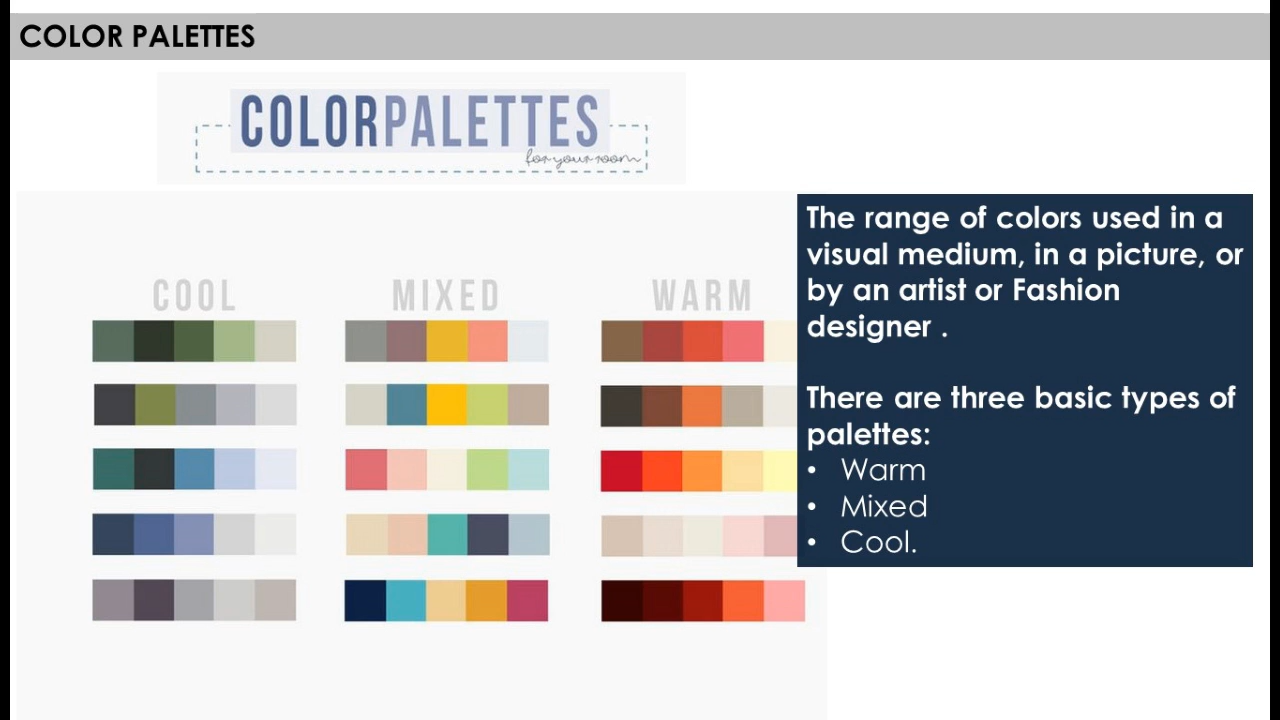 COLOR PALETTES
COLORPALETTES
for your room
COOL
MIXED
WARM
The range of colors used in a
visual medium, in a picture, or
by an artist or Fashion
designer .
There are three basic types of
palettes:
• Warm
• Mixed
• Cool.